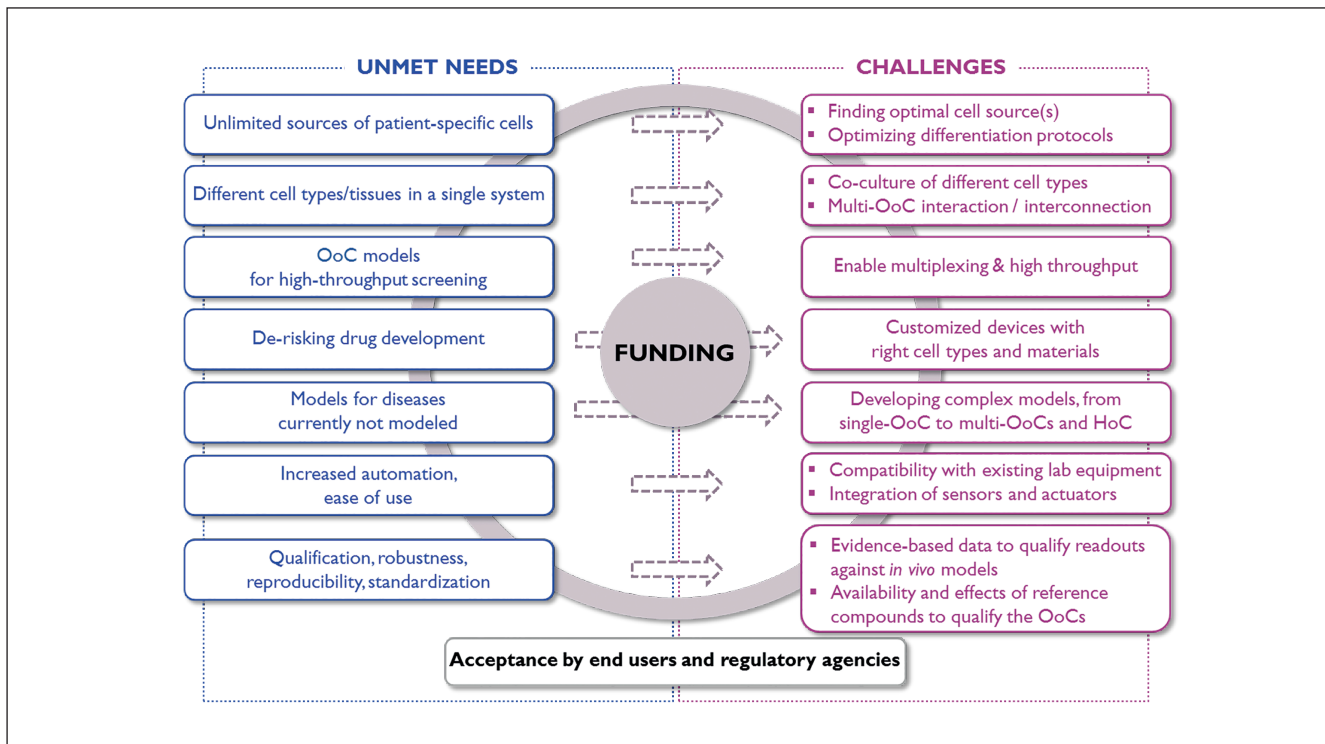 UNMET NEEDS
CHALLENGES
Unlimited sources of patient-specific cells
▪ Finding optimal cell source(s)
▪ Optimizing differentiation protocols
Different cell types/tissues in a single system
▪ Co-culture of different cell types
▪ Multi-OoC interaction / interconnection
OoC models
for high-throughput screening
Enable multiplexing & high throughput
De-risking drug development
Customized devices with
right cell types and materials
FUNDING
Models for diseases
currently not modeled
Developing complex models, from
single-OoC to multi-OoCs and HoC
Increased automation,
ease of use
▪ Compatibility with existing lab equipment
▪ Integration of sensors and actuators
Qualification, robustness,
reproducibility, standardization
▪ Evidence-based data to qualify readouts
against in vivo models
▪ Availability and effects of reference
compounds to qualify the OoCs
Acceptance by end users and regulatory agencies